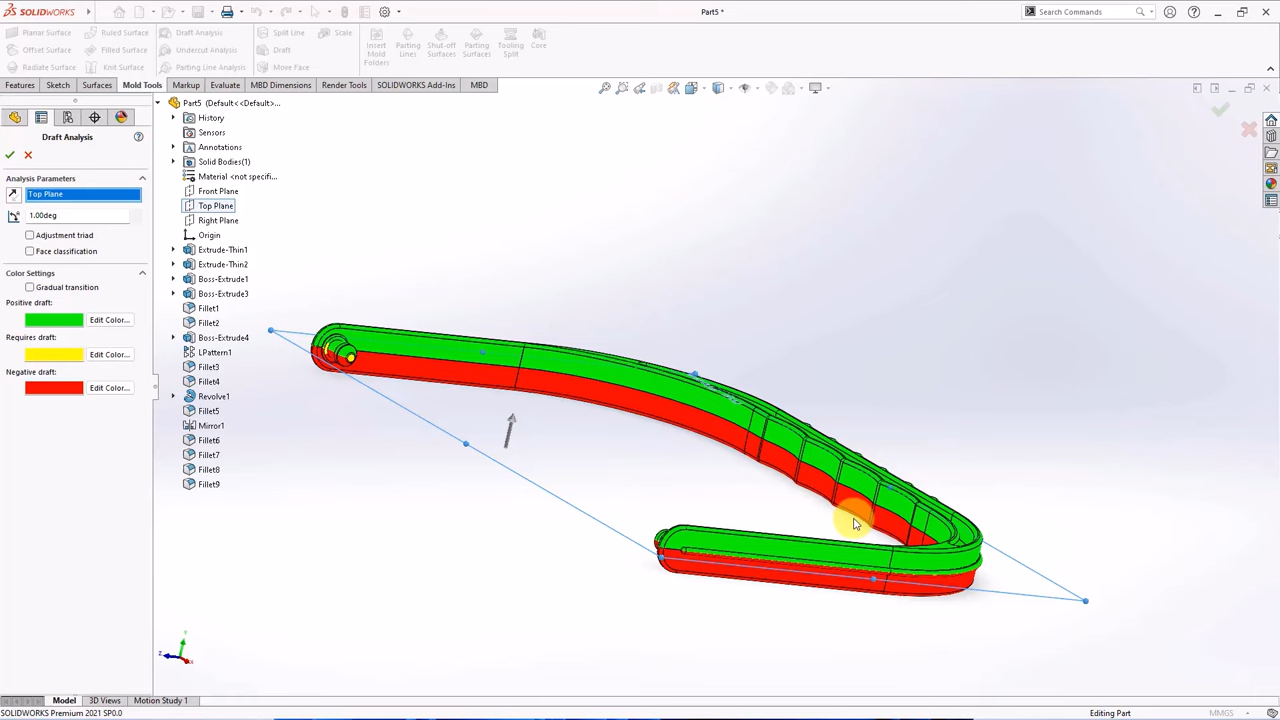 SOLIDWORKS
Part5 *
Search Commands
Planar Surface
Ruled Surface
Offset Surface
Filled Surface
Radiate Surface
Knit Surface
Draft Analysis
Undercut Analysis
Parting Line Analysis
Split Line
Draft
Move Face
Scale
Insert
Mold
Folders
Parting
Lines
Shut-off
Surfaces
Parting
Surfaces
Tooling
Split
Core
Features
Sketch
Surfaces
Mold Tools
Markup
Evaluate
MBD Dimensions
Render Tools
SOLIDWORKS Add-Ins
MBD
Draft Analysis
Analysis Parameters
Top Plane
1.00deg
Adjustment triad
Face classification
Color Settings
Gradual transition
Positive draft:
Edit Color...
Requires draft:
Edit Color...
Negative draft:
Edit Color...
Part5 (Default<<Default>...
History
Sensors
Annotations
Solid Bodies(1)
Material <not specifi...
Front Plane
Top Plane
Right Plane
Origin
Extrude-Thin1
Extrude-Thin2
Boss-Extrude1
Boss-Extrude3
Fillet1
Fillet2
Boss-Extrude4
LPattern1
Fillet3
Fillet4
Revolve1
Fillet5
Mirror1
Fillet6
Fillet7
Fillet8
Fillet9
Y
Z
X
Model
3D Views
Motion Study 1
SOLIDWORKS Premium 2021 SP0.0
Editing Part
MMGS